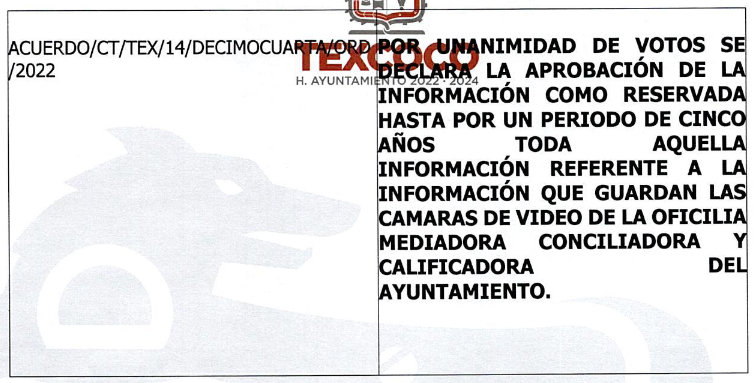 ACUERDO/CT/TEX/14/DECIMOCUARTA/ORD
/2022
TEXCOCO
H. AYUNTAMIENTO 2022 - 2024
POR UNANIMIDAD DE VOTOS SE
DECLARA LA APROBACIÓN DE LA
INFORMACIÓN COMO RESERVADA
HASTA POR UN PERIODO DE CINCO
AÑOS TODA AQUELLA
INFORMACIÓN REFERENTE A LA
INFORMACIÓN QUE GUARDAN LAS
CAMARAS DE VIDEO DE LA OFICILIA
MEDIADORA CONCILIADORA Y
CALIFICADORA DEL
AYUNTAMIENTO.